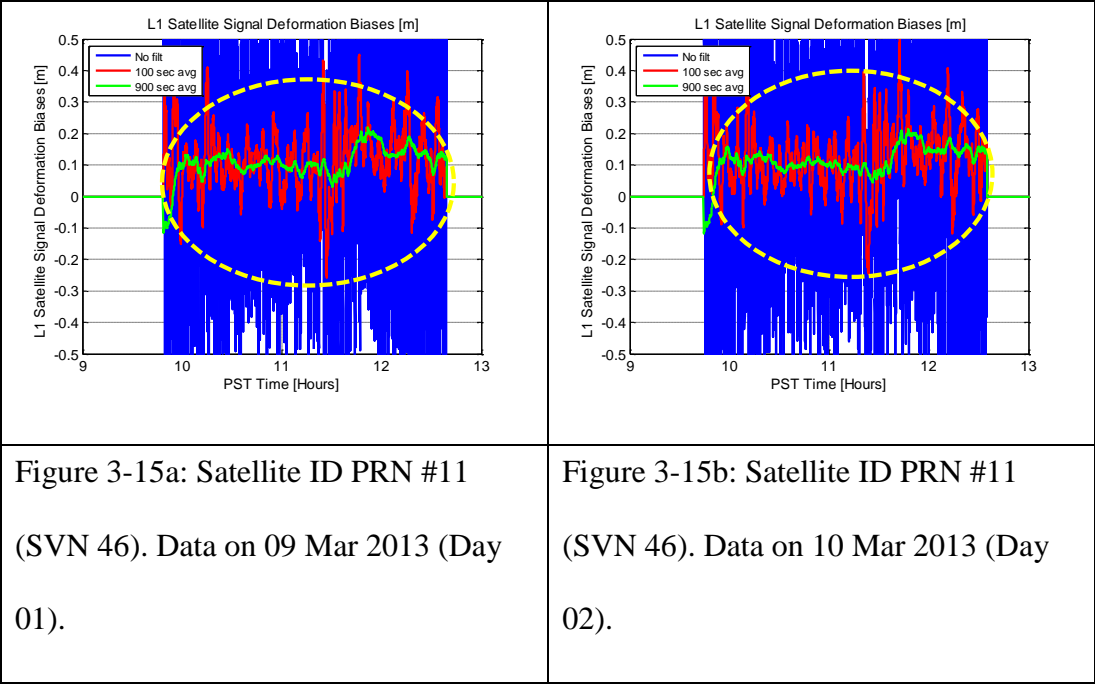 L1 Satellite Signal Deformation Biases [m]
L1 Satellite Signal Deformation Biases [m]
0.5
0.4
0.3
0.2
0.1
0
-0.1
-0.2
-0.3
-0.4
-0.5
No filt
100 sec avg
900 sec avg
9
10
11
12
13
PST Time [Hours]
L1 Satellite Signal Deformation Biases [m]
L1 Satellite Signal Deformation Biases [m]
0.5
0.4
0.3
0.2
0.1
0
-0.1
-0.2
-0.3
-0.4
-0.5
No filt
100 sec avg
900 sec avg
9
10
11
12
13
PST Time [Hours]
Figure 3-15a: Satellite ID PRN #11
(SVN 46). Data on 09 Mar 2013 (Day
01).
Figure 3-15b: Satellite ID PRN #11
(SVN 46). Data on 10 Mar 2013 (Day
02).